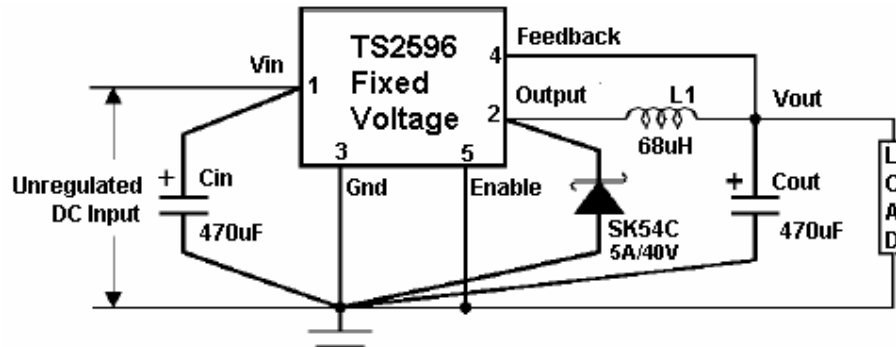 TS2596
Fixed
Voltage
Vin
1
Feedback
4
Output
2
L1
68uH
Vout
3
5
Gnd
Enable
Unregulated
DC Input
+
Cin
470uF
SK54C
5A/40V
+
Cout
470uF
LOAD